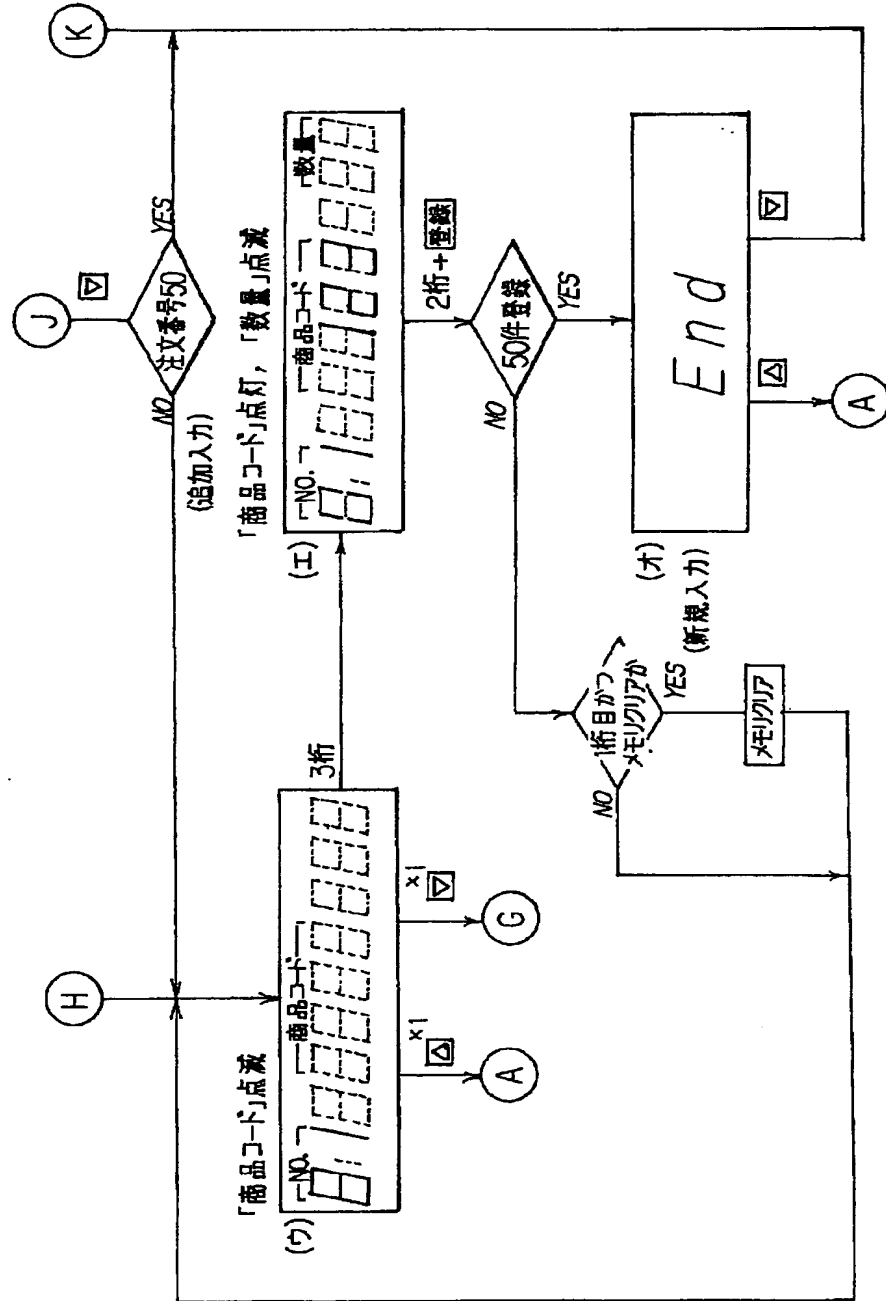 H
J
▽
K
注文番号50
NO
YES
(追加入力)
「商品コード」点滅
(ウ)
NO.
商品コード
×1
△
A
×1
▽
G
3桁
「商品コード」点灯,「数量」点滅
(エ)
NO.
商品コード
数量
2桁+登録
50件登録
NO
YES
1桁目かつ
メモリクリアか
NO
YES
(新規入力)
メモリクリア
(オ)
End
△
A
▽